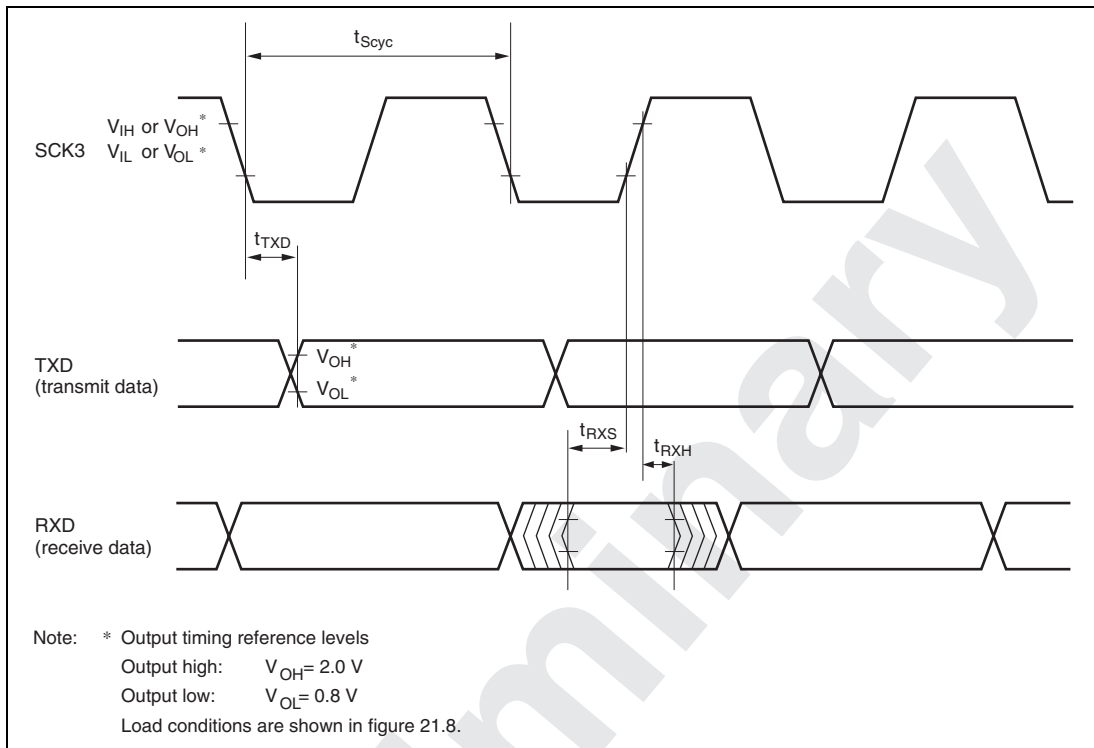 tScyc
VIH or VOH*
SCK3 VIL or VOL*
tTXD
TXD
(transmit data)
VOH*
VOL*
tRXS
tRXH
RXD
(receive data)
Note: * Output timing reference levels
Output high: VOH= 2.0 V
Output low: VOL= 0.8 V
Load conditions are shown in figure 21.8.
minary